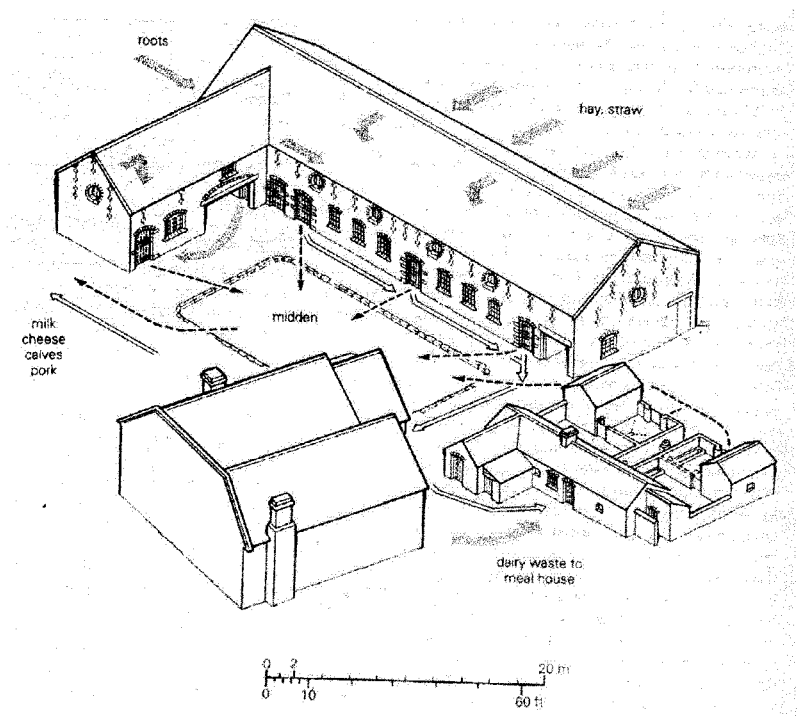 roots
hay, straw
midden
milk
cheese
calves
pork
dairy waste to
meal house
0 2 20 m
0 10 60 ft